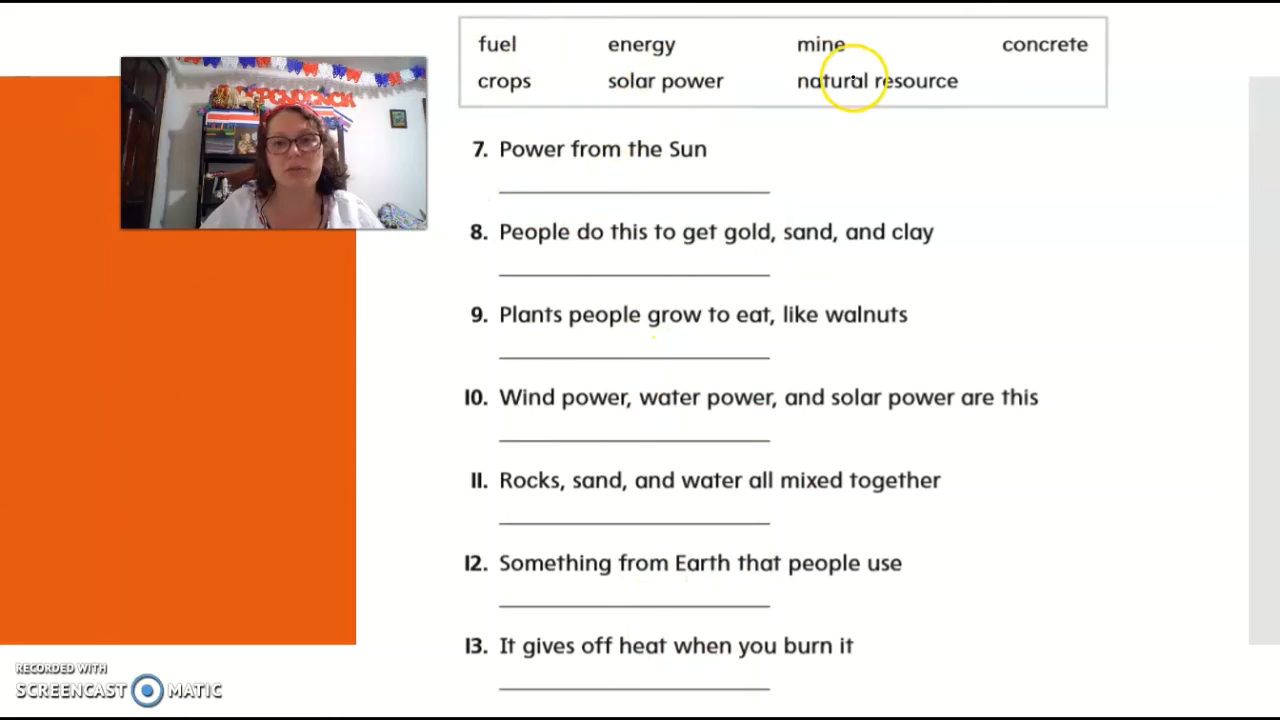 fuel energy mine concrete
crops solar power natural resource
7. Power from the Sun
8. People do this to get gold, sand, and clay
9. Plants people grow to eat, like walnuts
10. Wind power, water power, and solar power are this
11. Rocks, sand, and water all mixed together
12. Something from Earth that people use
13. It gives off heat when you burn it
RECORDED WITH
SCREENCAST MATIC